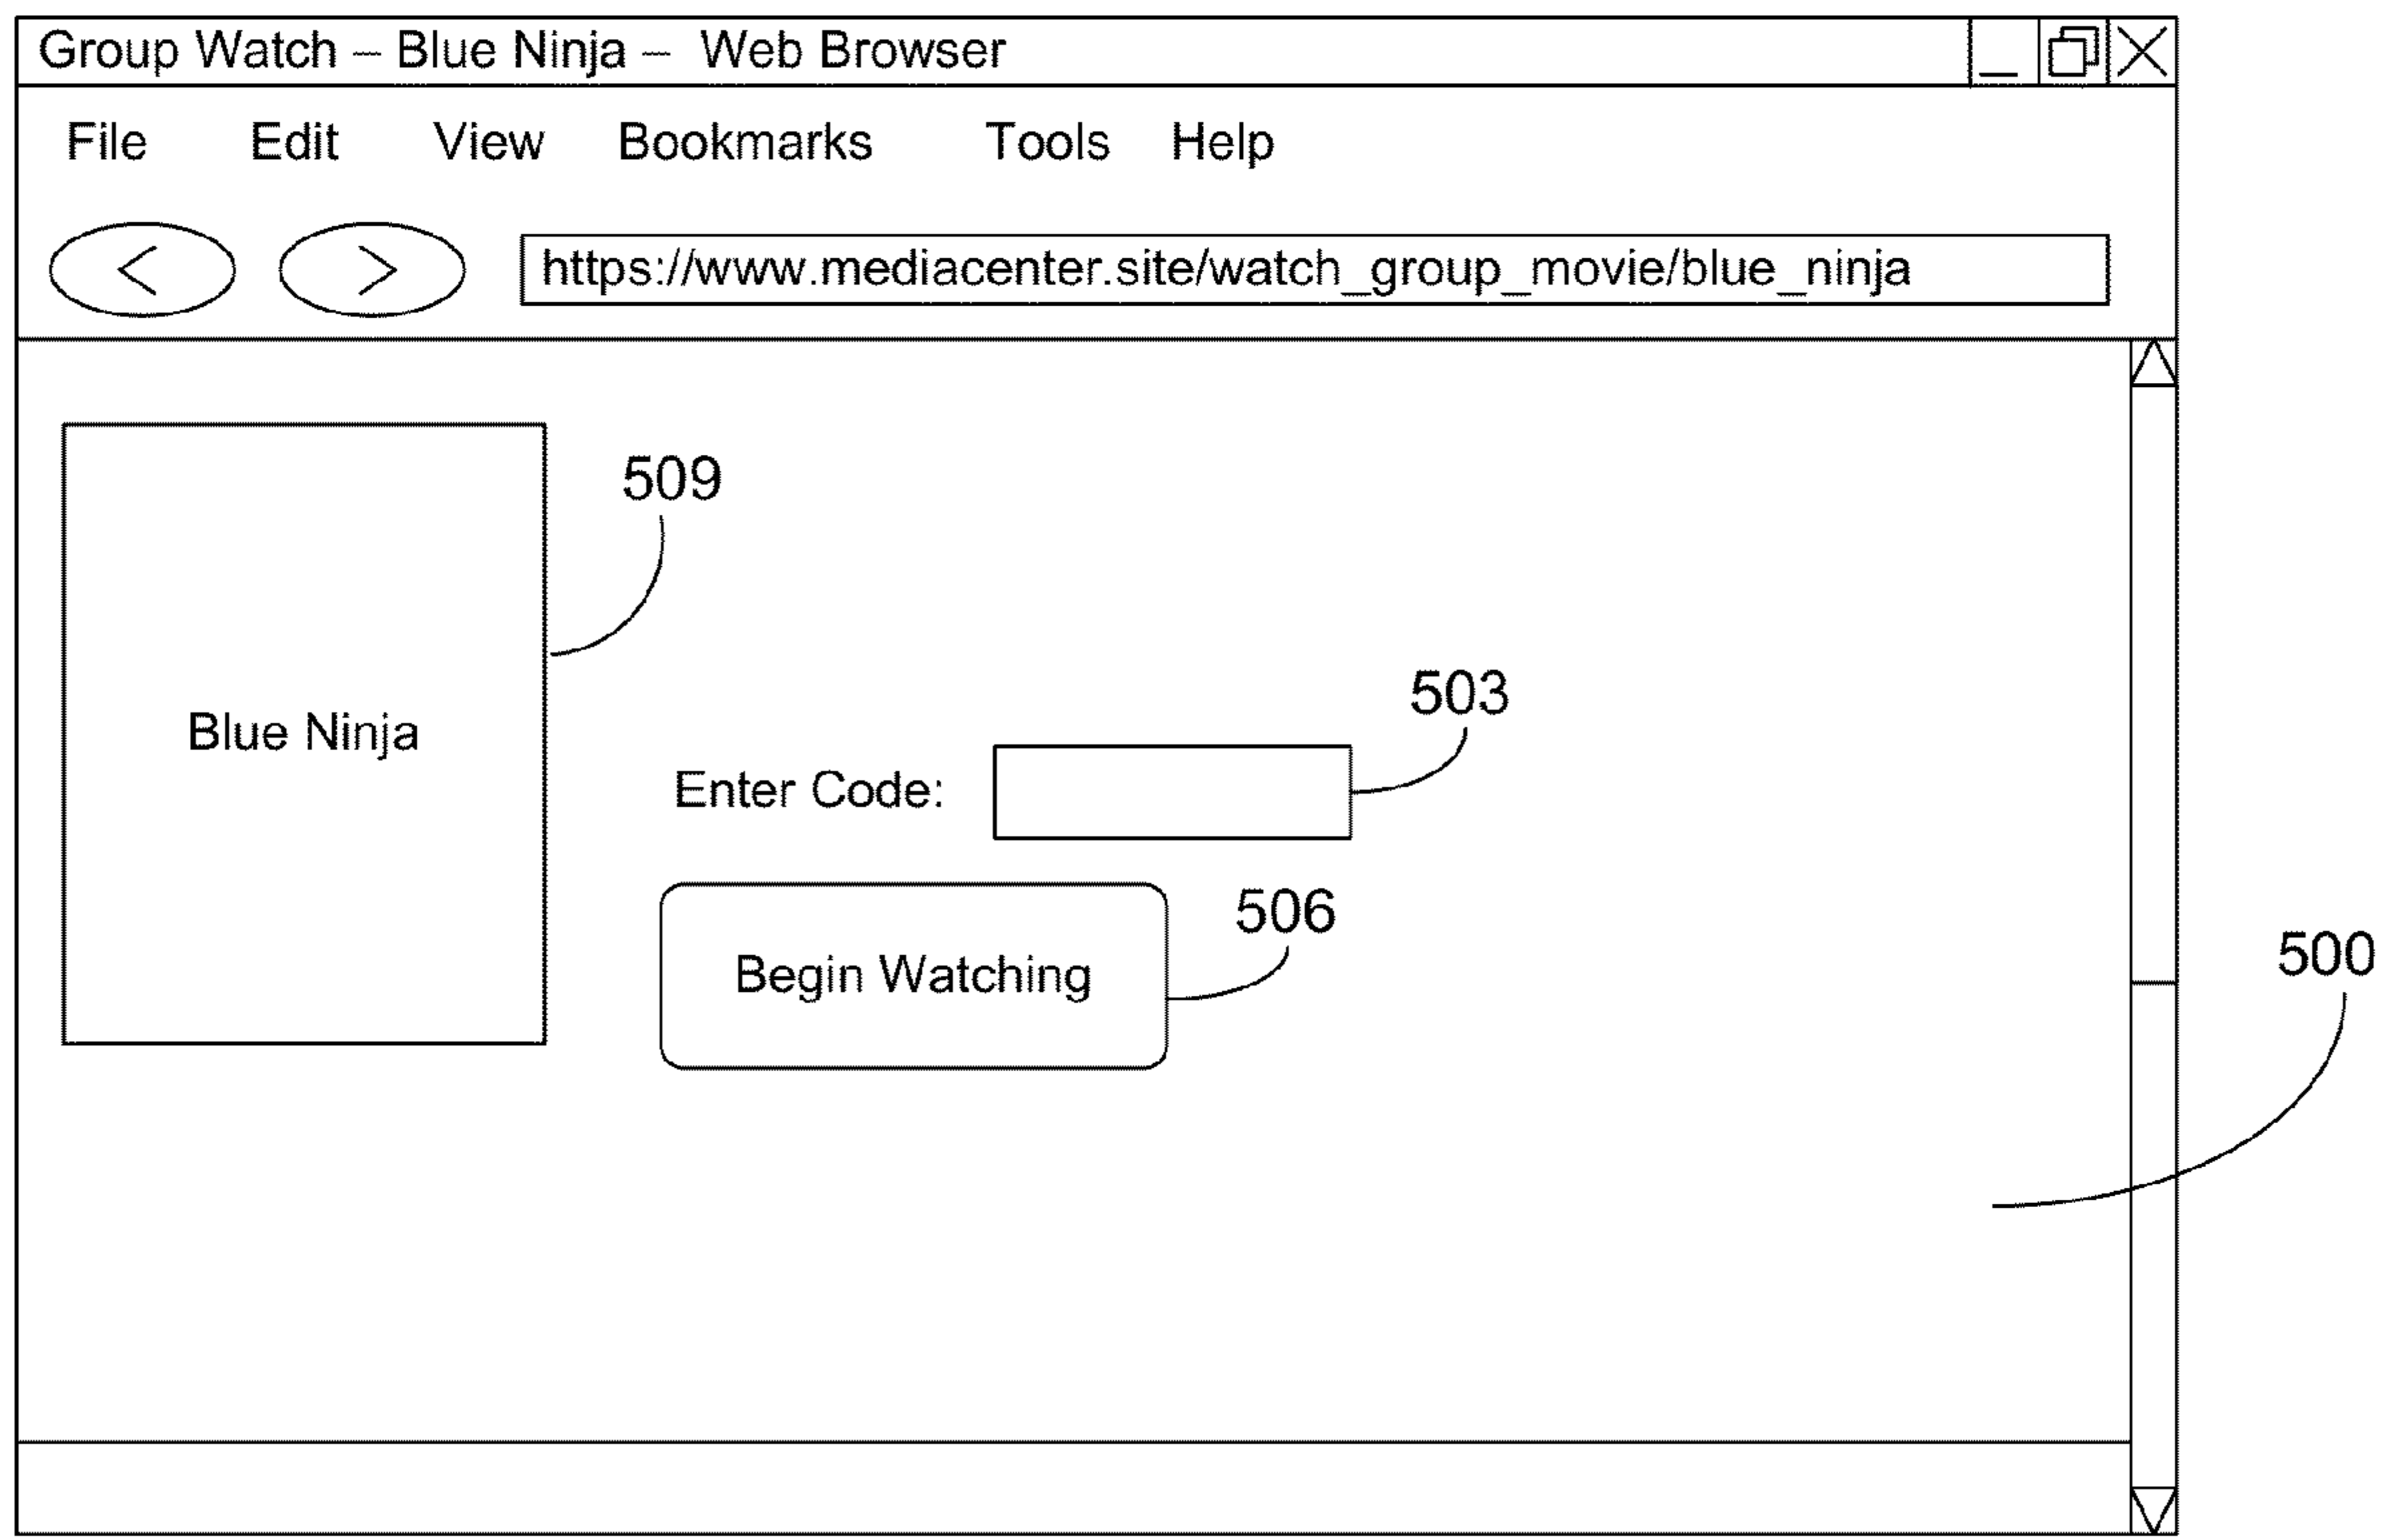 Group Watch – Blue Ninja – Web Browser
File Edit View Bookmarks Tools Help
< >
https://www.mediacenter.site/watch_group_movie/blue_ninja
509
Blue Ninja
503
Enter Code:
506
Begin Watching
500